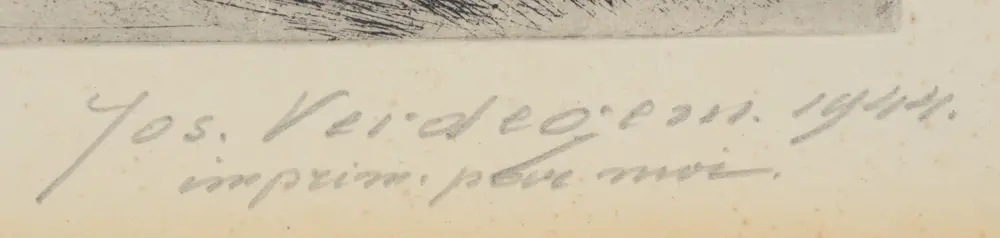 Jos. Verdegem. 1944.
imprim. par moi.